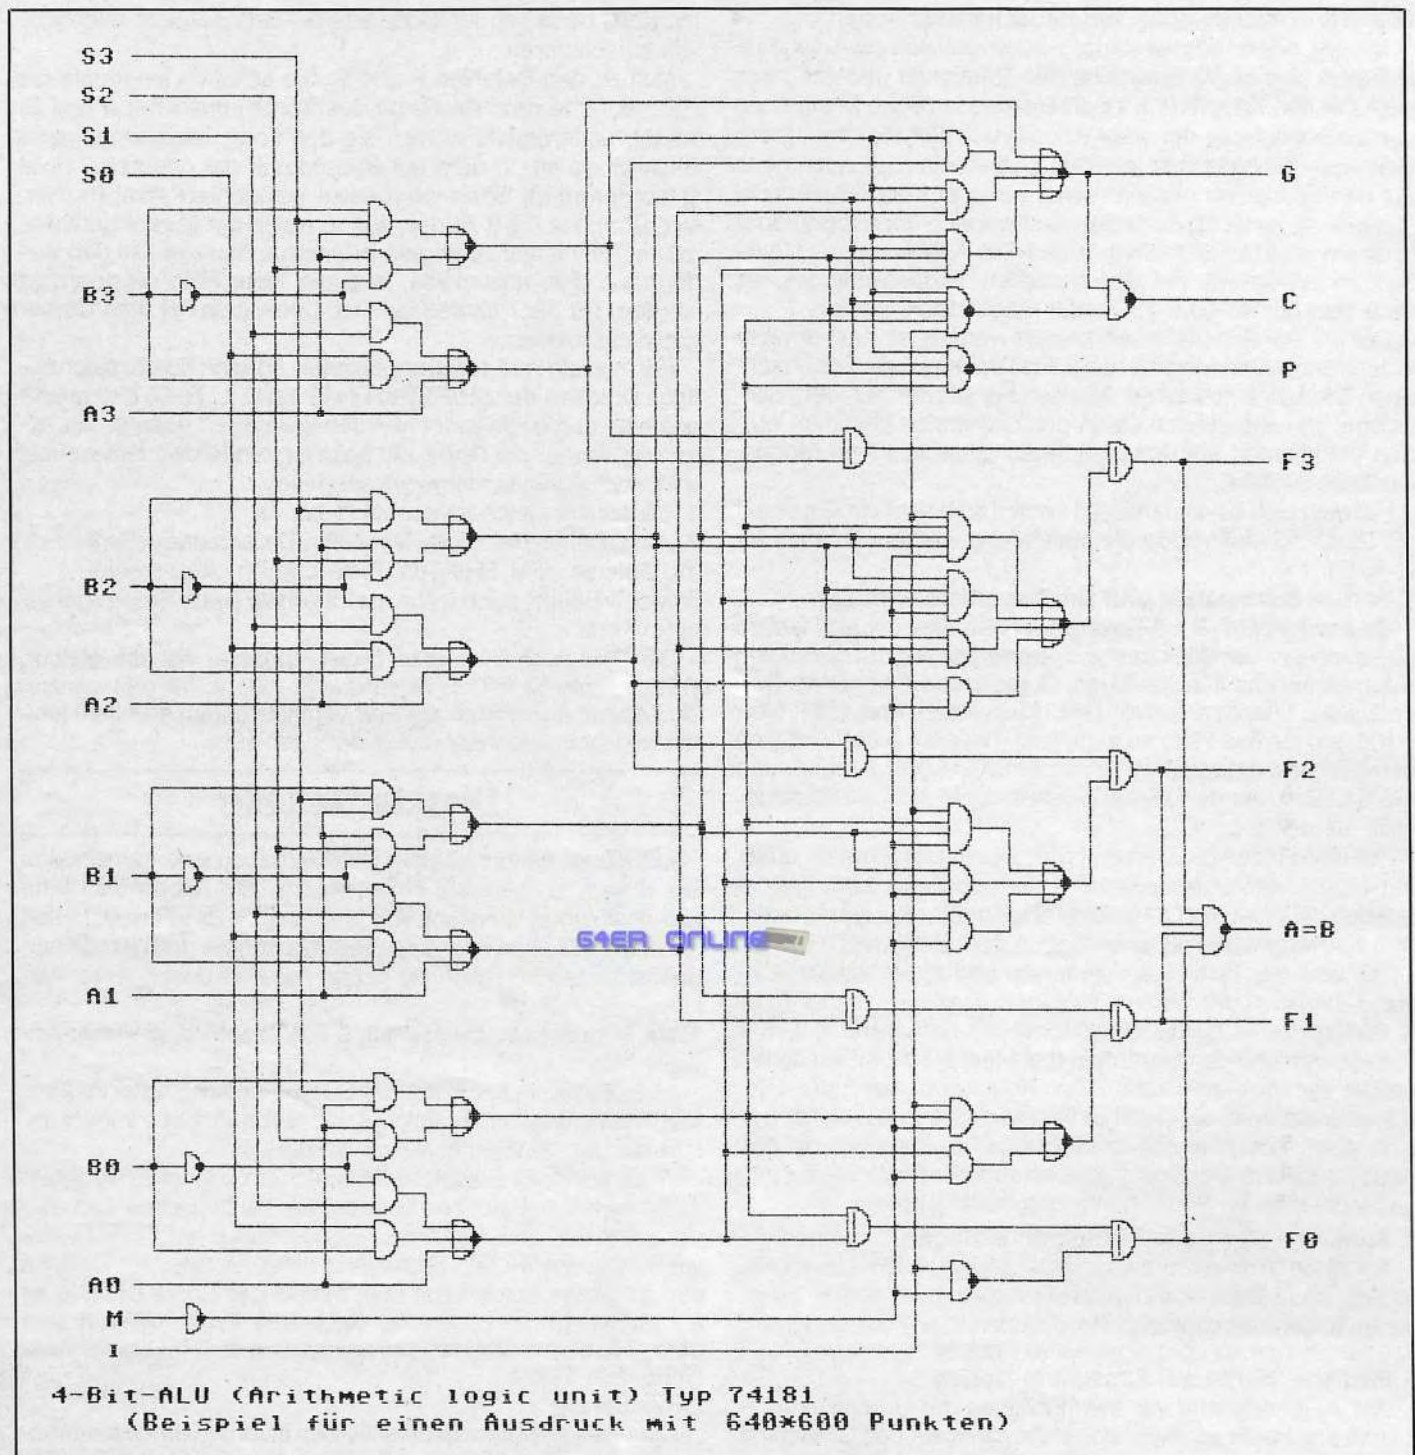 S3
S2
S1
S0
G
B3
C
P
A3
F3
B2
A2
F2
B1
64ER ONLINE
A=B
A1
F1
B0
F0
A0
M
I
4-Bit-ALU (Arithmetic logic unit) Typ 74181
(Beispiel für einen Ausdruck mit 640*600 Punkten)